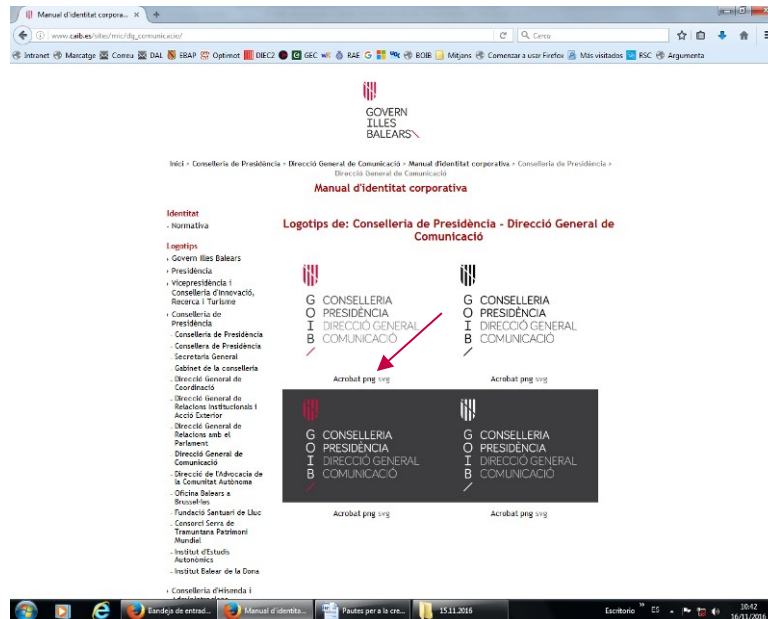 Manual d'identitat corpora... × +
www.caib.es/sites/mic/dg_comunicacio/
Cerca
Intranet Marcatge Correu DAL EBAP Optimot DIEC2 GEC RAE G BOIB Mitjans Comenzar a usar Firefox Más visitados RSC Argumenta
GOVERN
ILLES
BALEARS
Inici > Conselleria de Presidència > Direcció General de Comunicació > Manual d'identitat corporativa > Conselleria de Presidència >
Direcció General de Comunicació
Manual d'identitat corporativa
Identitat
Normativa
Logotips
Govern Illes Balears
Presidència
Vicepresidència i
Conselleria d'Innovació,
Recerca i Turisme
Conselleria de
Presidència
Conselleria de Presidència
Consellera de Presidència
Secretaria General
Gabinet de la conselleria
Direcció General de
Coordinació
Direcció General de
Relacions Institucionals i
Acció Exterior
Direcció General de
Relacions amb el
Parlament
Direcció General de
Comunicació
Direcció de l'Advocacia de
la Comunitat Autònoma
Oficina Balears a
Brussel·les
Fundació Santuari de Lluc
Consorci Serra de
Tramuntana Patrimoni
Mundial
Institut d'Estudis
Autonòmics
Institut Balear de la Dona
Conselleria d'Hisenda i
Logotips de: Conselleria de Presidència - Direcció General de
Comunicació
G CONSELLERIA
O PRESIDÈNCIA
I DIRECCIÓ GENERAL
B COMUNICACIÓ
/
Acrobat png svg
G CONSELLERIA
O PRESIDÈNCIA
I DIRECCIÓ GENERAL
B COMUNICACIÓ
/
Acrobat png svg
G CONSELLERIA
O PRESIDÈNCIA
I DIRECCIÓ GENERAL
B COMUNICACIÓ
/
Acrobat png svg
G CONSELLERIA
O PRESIDÈNCIA
I DIRECCIÓ GENERAL
B COMUNICACIÓ
/
Acrobat png svg
Bandeja de entrad... Manual d'identita... Pautes per a la cre... 15.11.2016 Escritorio » ES 10:42
16/11/2016